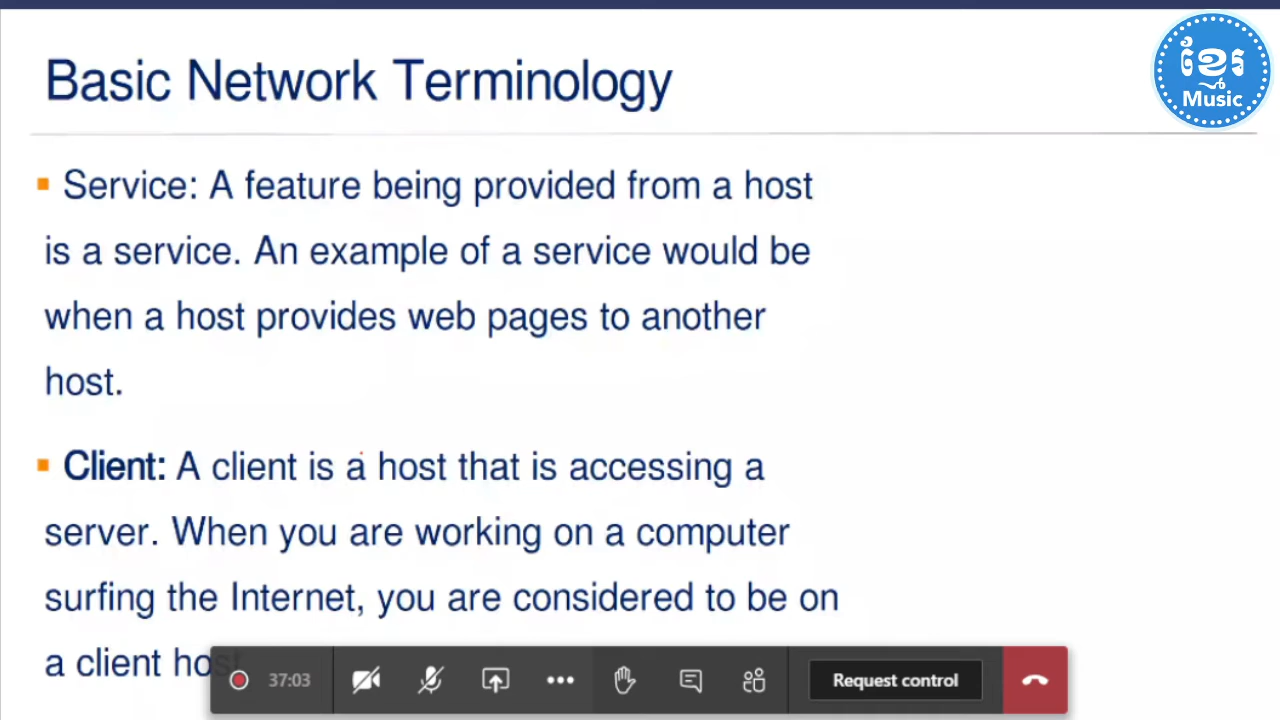 Basic Network Terminology
ខ្មែរ
Music
Service: A feature being provided from a host
is a service. An example of a service would be
when a host provides web pages to another
host.
Client: A client is a host that is accessing a
server. When you are working on a computer
surfing the Internet, you are considered to be on
a client host
37:03
Request control